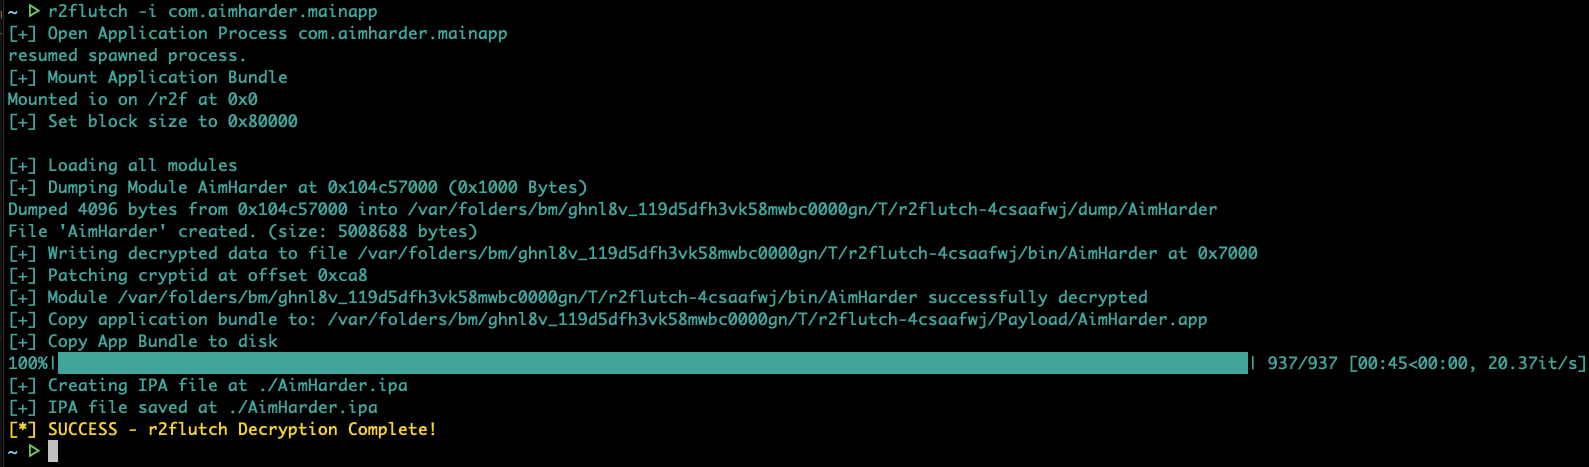 ~ ▷ r2flutch -i com.aimharder.mainapp
[+] Open Application Process com.aimharder.mainapp
resumed spawned process.
[+] Mount Application Bundle
Mounted io on /r2f at 0x0
[+] Set block size to 0x80000
[+] Loading all modules
[+] Dumping Module AimHarder at 0x104c57000 (0x1000 Bytes)
Dumped 4096 bytes from 0x104c57000 into /var/folders/bm/ghnl8v_119d5dfh3vk58mwbc0000gn/T/r2flutch-4csaafwj/dump/AimHarder
File 'AimHarder' created. (size: 5008688 bytes)
[+] Writing decrypted data to file /var/folders/bm/ghnl8v_119d5dfh3vk58mwbc0000gn/T/r2flutch-4csaafwj/bin/AimHarder at 0x7000
[+] Patching cryptid at offset 0xca8
[+] Module /var/folders/bm/ghnl8v_119d5dfh3vk58mwbc0000gn/T/r2flutch-4csaafwj/bin/AimHarder successfully decrypted
[+] Copy application bundle to: /var/folders/bm/ghnl8v_119d5dfh3vk58mwbc0000gn/T/r2flutch-4csaafwj/Payload/AimHarder.app
[+] Copy App Bundle to disk
100%| | 937/937 [00:45<00:00, 20.37it/s]
[+] Creating IPA file at ./AimHarder.ipa
[+] IPA file saved at ./AimHarder.ipa
[*] SUCCESS - r2flutch Decryption Complete!
~ ▷